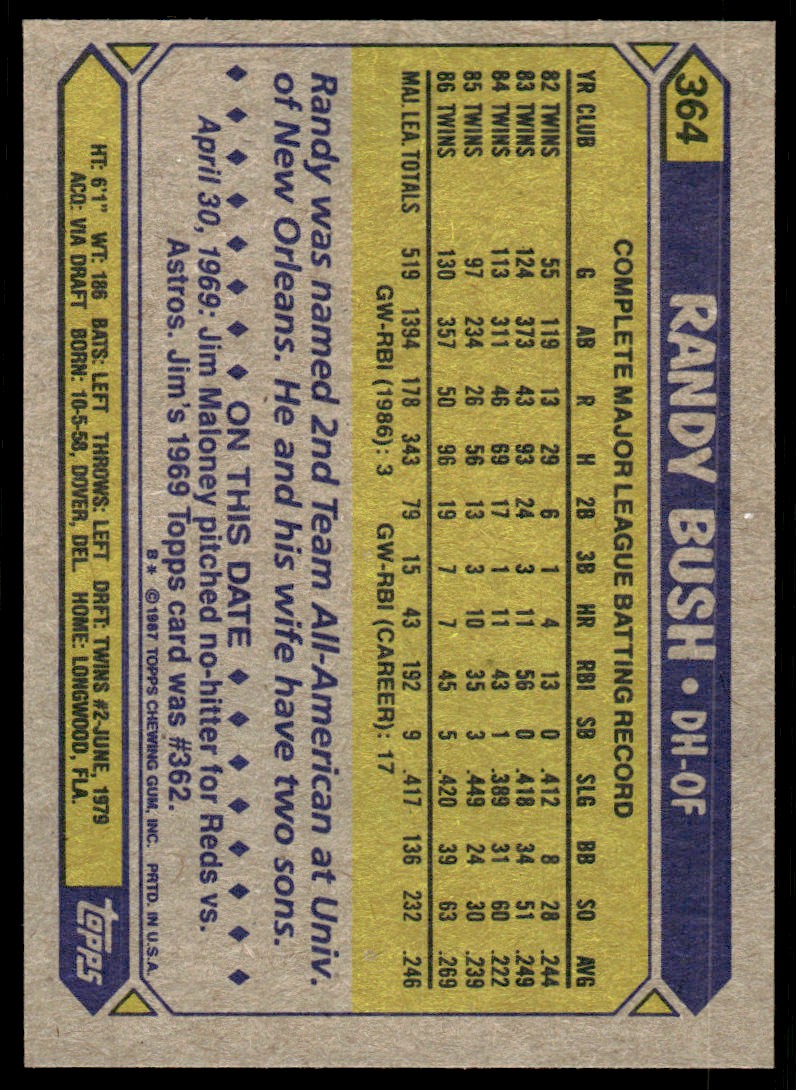 364
RANDY BUSH • DH-OF
COMPLETE MAJOR LEAGUE BATTING RECORD
YR CLUB G AB R H 2B 3B HR RBI SB SLG BB SO AVG
82 TWINS 55 119 13 29 6 1 4 13 0 .412 8 28 .244
83 TWINS 124 373 43 93 24 3 11 56 0 .418 34 51 .249
84 TWINS 113 311 46 69 17 1 11 43 1 .389 31 60 .222
85 TWINS 97 234 26 56 13 3 10 35 3 .449 24 30 .239
86 TWINS 130 357 50 96 19 7 7 45 5 .420 39 63 .269
MAJ. LEA. TOTALS 519 1394 178 343 79 15 43 192 9 .417 136 232 .246
GW-RBI (1986): 3 GW-RBI (CAREER): 17
Randy was named 2nd Team All-American at Univ.
of New Orleans. He and his wife have two sons.
ON THIS DATE
April 30, 1969: Jim Maloney pitched no-hitter for Reds vs.
Astros. Jim's 1969 Topps card was #362.
B* ©1987 TOPPS CHEWING GUM, INC. PRTD. IN U.S.A.
HT: 6'1" WT: 186 BATS: LEFT THROWS: LEFT DRFT: TWINS #2-JUNE, 1979
ACQ: VIA DRAFT BORN: 10-5-58, DOVER, DEL. HOME: LONGWOOD, FLA.
topps